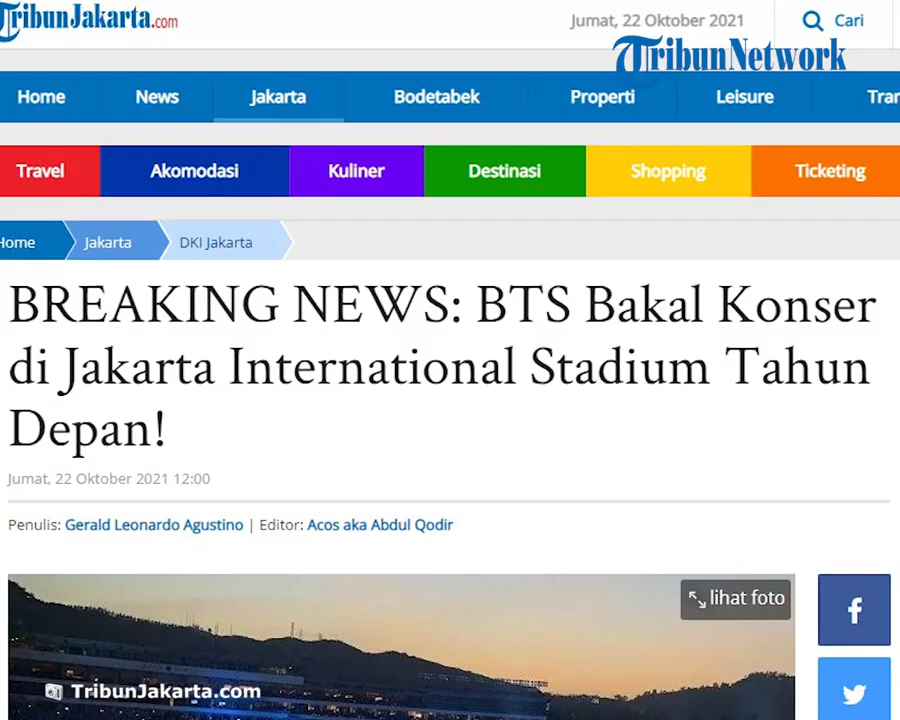 TribunJakarta.com
Jumat, 22 Oktober 2021
Cari
TribunNetwork
Home News Jakarta Bodetabek Properti Leisure Trar
Travel Akomodasi Kuliner Destinasi Shopping Ticketing
Home Jakarta DKI Jakarta
BREAKING NEWS: BTS Bakal Konser
di Jakarta International Stadium Tahun
Depan!
Jumat, 22 Oktober 2021 12:00
Penulis: Gerald Leonardo Agustino | Editor: Acos aka Abdul Qodir
lihat foto
TribunJakarta.com